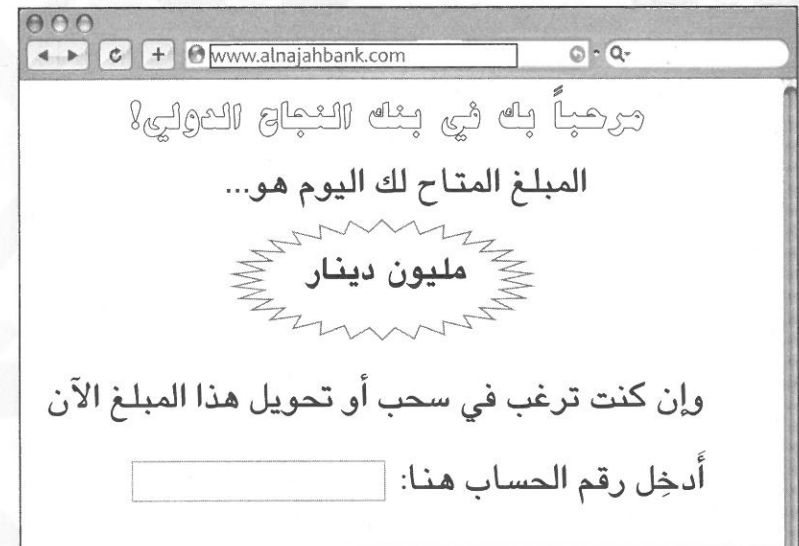 www.alnajahbank.com
مرحباً بك في بنك النجاح الدولي!
المبلغ المتاح لك اليوم هو...
مليون دينار
وإن كنت ترغب في سحب أو تحويل هذا المبلغ الآن
أَدخِل رقم الحساب هنا: